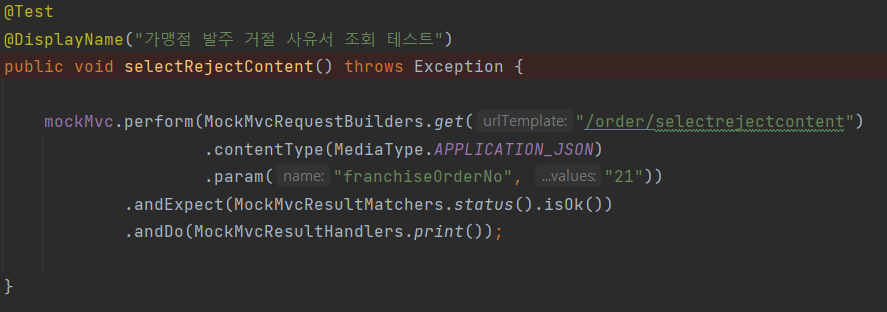 @Test
@DisplayName("가맹점 발주 거절 사유서 조회 테스트")
public void selectRejectContent() throws Exception {
mockMvc.perform(MockMvcRequestBuilders.get( urlTemplate: "/order/selectrejectcontent")
.contentType(MediaType.APPLICATION_JSON)
.param( name: "franchiseOrderNo", ...values: "21"))
.andExpect(MockMvcResultMatchers.status().isOk())
.andDo(MockMvcResultHandlers.print());
}